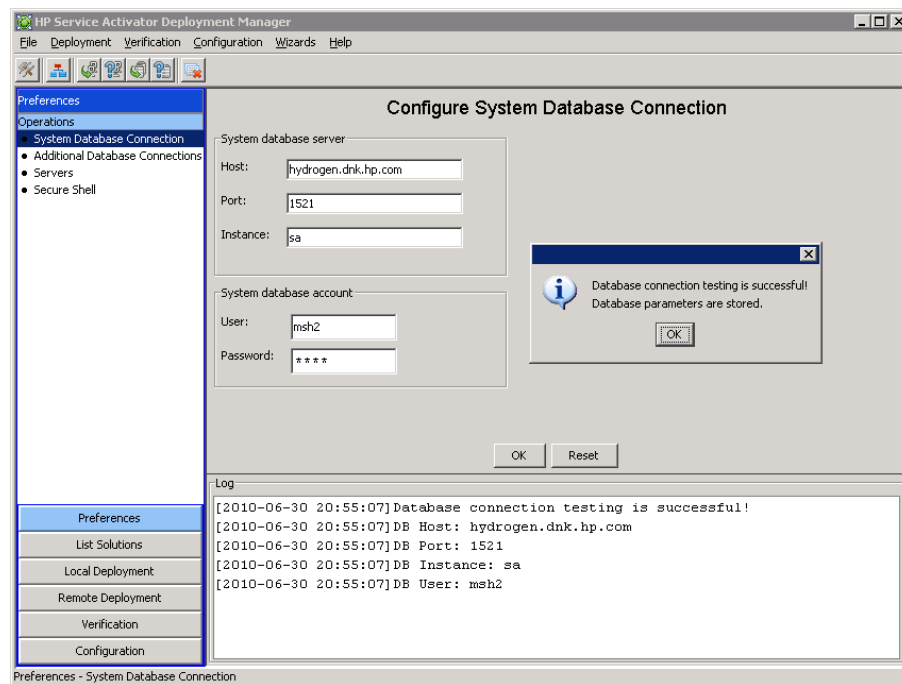 HP Service Activator Deployment Manager
File Deployment Verification Configuration Wizards Help
Preferences
Operations
• System Database Connection
• Additional Database Connections
• Servers
• Secure Shell
Configure System Database Connection
System database server
Host: hydrogen.dnk.hp.com
Port: 1521
Instance: sa
System database account
User: msh2
Password: ****
Database connection testing is successful!
Database parameters are stored.
OK
OK Reset
Preferences
List Solutions
Local Deployment
Remote Deployment
Verification
Configuration
Log
[2010-06-30 20:55:07]Database connection testing is successful!
[2010-06-30 20:55:07]DB Host: hydrogen.dnk.hp.com
[2010-06-30 20:55:07]DB Port: 1521
[2010-06-30 20:55:07]DB Instance: sa
[2010-06-30 20:55:07]DB User: msh2
Preferences - System Database Connection